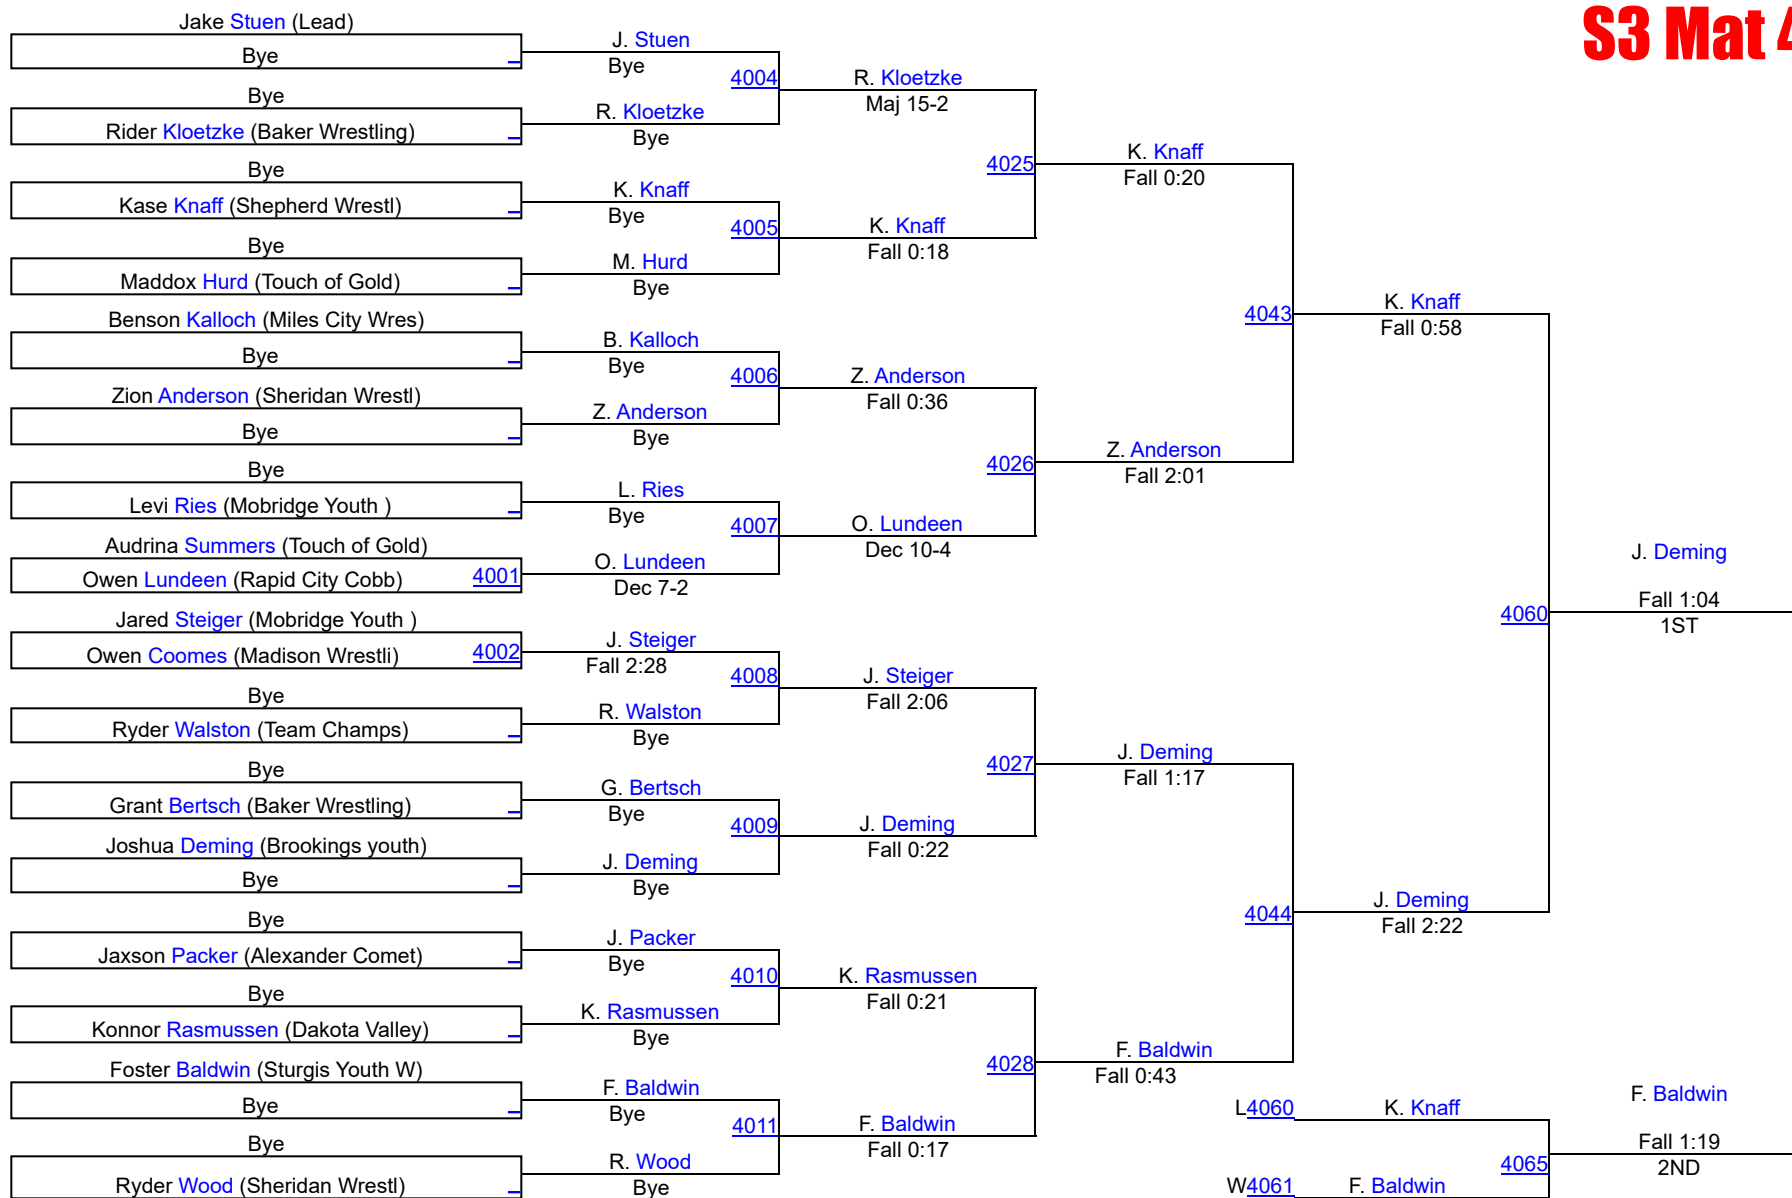 S3 Mat 4
Jake Stuen (Lead)
Bye
Bye
Rider Kloetzke (Baker Wrestling)
Bye
Kase Knaff (Shepherd Wrestl)
Bye
Maddox Hurd (Touch of Gold)
Benson Kalloch (Miles City Wres)
Bye
Zion Anderson (Sheridan Wrestl)
Bye
Bye
Levi Ries (Mobridge Youth )
Audrina Summers (Touch of Gold)
Owen Lundeen (Rapid City Cobb) 4001
Jared Steiger (Mobridge Youth )
Owen Coomes (Madison Wrestli) 4002
Bye
Ryder Walston (Team Champs)
Bye
Grant Bertsch (Baker Wrestling)
Joshua Deming (Brookings youth)
Bye
Bye
Jaxson Packer (Alexander Comet)
Bye
Konnor Rasmussen (Dakota Valley)
Foster Baldwin (Sturgis Youth W)
Bye
Bye
Ryder Wood (Sheridan Wrestl)
J. Stuen
Bye
4004
R. Kloetzke
Bye
K. Knaff
Bye
4005
M. Hurd
Bye
B. Kalloch
Bye
4006
Z. Anderson
Bye
L. Ries
Bye
4007
O. Lundeen
Dec 7-2
J. Steiger
Fall 2:28
4008
R. Walston
Bye
G. Bertsch
Bye
4009
J. Deming
Bye
J. Packer
Bye
4010
K. Rasmussen
Bye
F. Baldwin
Bye
4011
R. Wood
Bye
R. Kloetzke
Maj 15-2
4025
K. Knaff
Fall 0:18
Z. Anderson
Fall 0:36
4026
O. Lundeen
Dec 10-4
J. Steiger
Fall 2:06
4027
J. Deming
Fall 0:22
K. Rasmussen
Fall 0:21
4028
F. Baldwin
Fall 0:17
K. Knaff
Fall 0:20
4043
Z. Anderson
Fall 2:01
J. Deming
Fall 1:17
4044
F. Baldwin
Fall 0:43
K. Knaff
Fall 0:58
4060
J. Deming
Fall 2:22
J. Deming
Fall 1:04
1ST
L4060 K. Knaff
4065
W4061 F. Baldwin
F. Baldwin
Fall 1:19
2ND